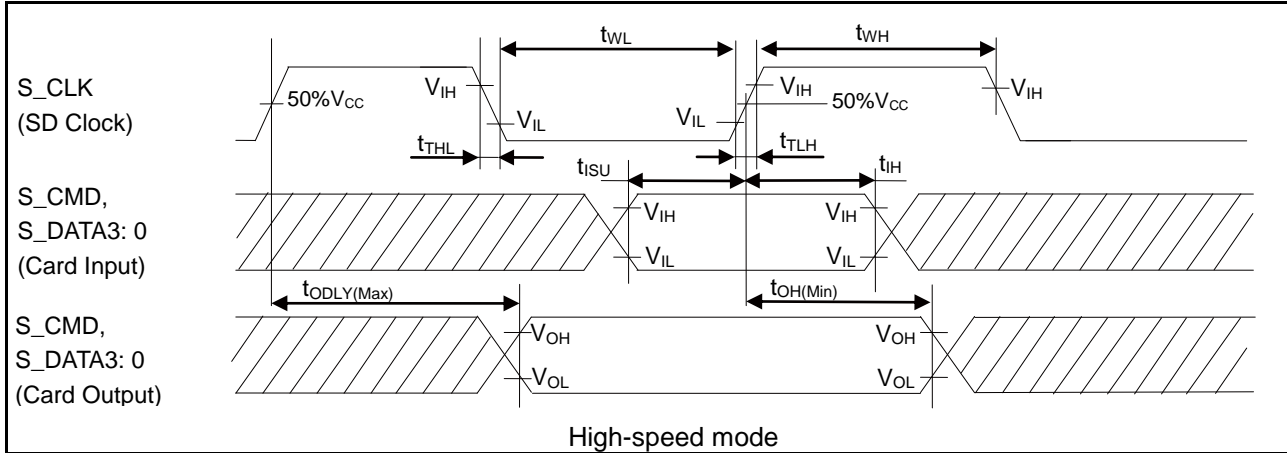 tWL
tWH
S_CLK
(SD Clock)
50%VCC
VIH
VIL
VIL
VIH
50%VCC
VIH
tTHL
tTLH
tISU
tIH
S_CMD,
S_DATA3: 0
(Card Input)
VIH
VIL
VIH
VIL
tODLY(Max)
tOH(Min)
S_CMD,
S_DATA3: 0
(Card Output)
VOH
VOL
VOH
VOL
High-speed mode